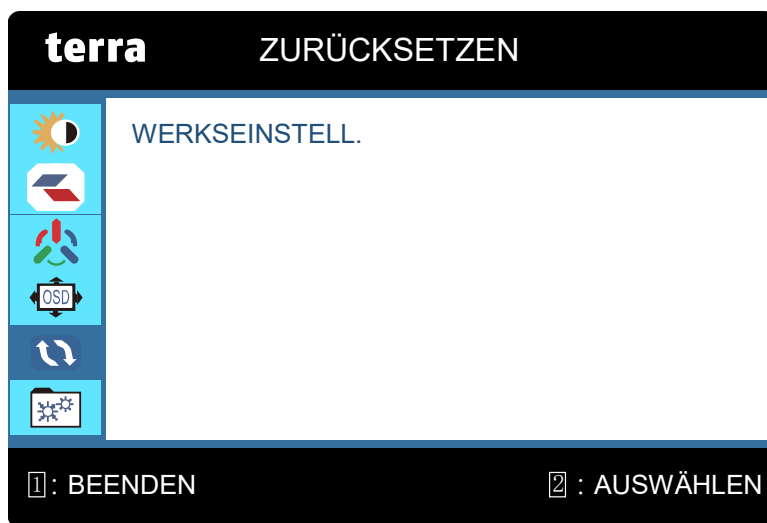 terra ZURÜCKSETZEN
WERKSEINSTELL.
OSD
1 : BEENDEN 2 : AUSWÄHLEN